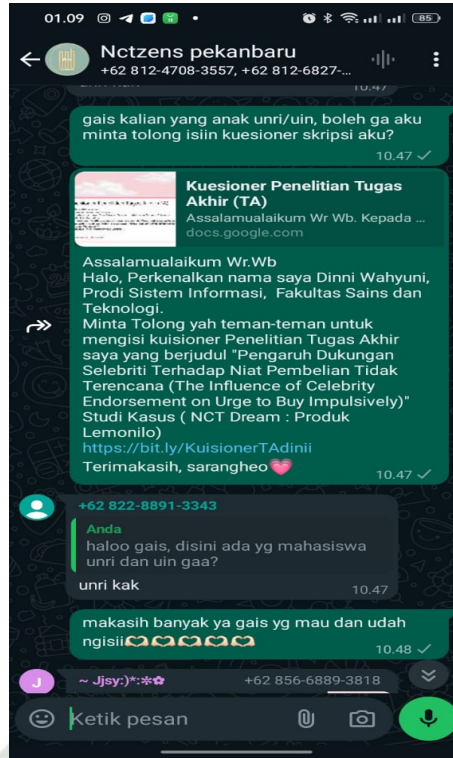 01.09
85
Nctzens pekanbaru
+62 812-4708-3557, +62 812-6827-...
10.47
gais kalian yang anak unri/uin, boleh ga aku
minta tolong isiin kuesioner skripsi aku?
10.47
Kuesioner Penelitian Tugas
Akhir (TA)
Assalamualaikum Wr Wb. Kepada ...
docs.google.com
Assalamualaikum Wr.Wb
Halo, Perkenalkan nama saya Dinni Wahyuni,
Prodi Sistem Informasi, Fakultas Sains dan
Teknologi.
Minta Tolong yah teman-teman untuk
mengisi kuisioner Penelitian Tugas Akhir
saya yang berjudul "Pengaruh Dukungan
Selebriti Terhadap Niat Pembelian Tidak
Terencana (The Influence of Celebrity
Endorsement on Urge to Buy Impulsively)"
Studi Kasus ( NCT Dream : Produk
Lemonilo)
https://bit.ly/KuisionerTAdinii
Terimakasih, sarangheo💗
10.47
+62 822-8891-3343
Anda
haloo gais, disini ada yg mahasiswa
unri dan uin gaa?
unri kak
10.47
makasih banyak ya gais yg mau dan udah
ngisii🫶🏻🫶🏻🫶🏻🫶🏻🫶🏻
10.48
J
~ Jjsy:)*:✼✿ +62 856-6889-3818
Ketik pesan